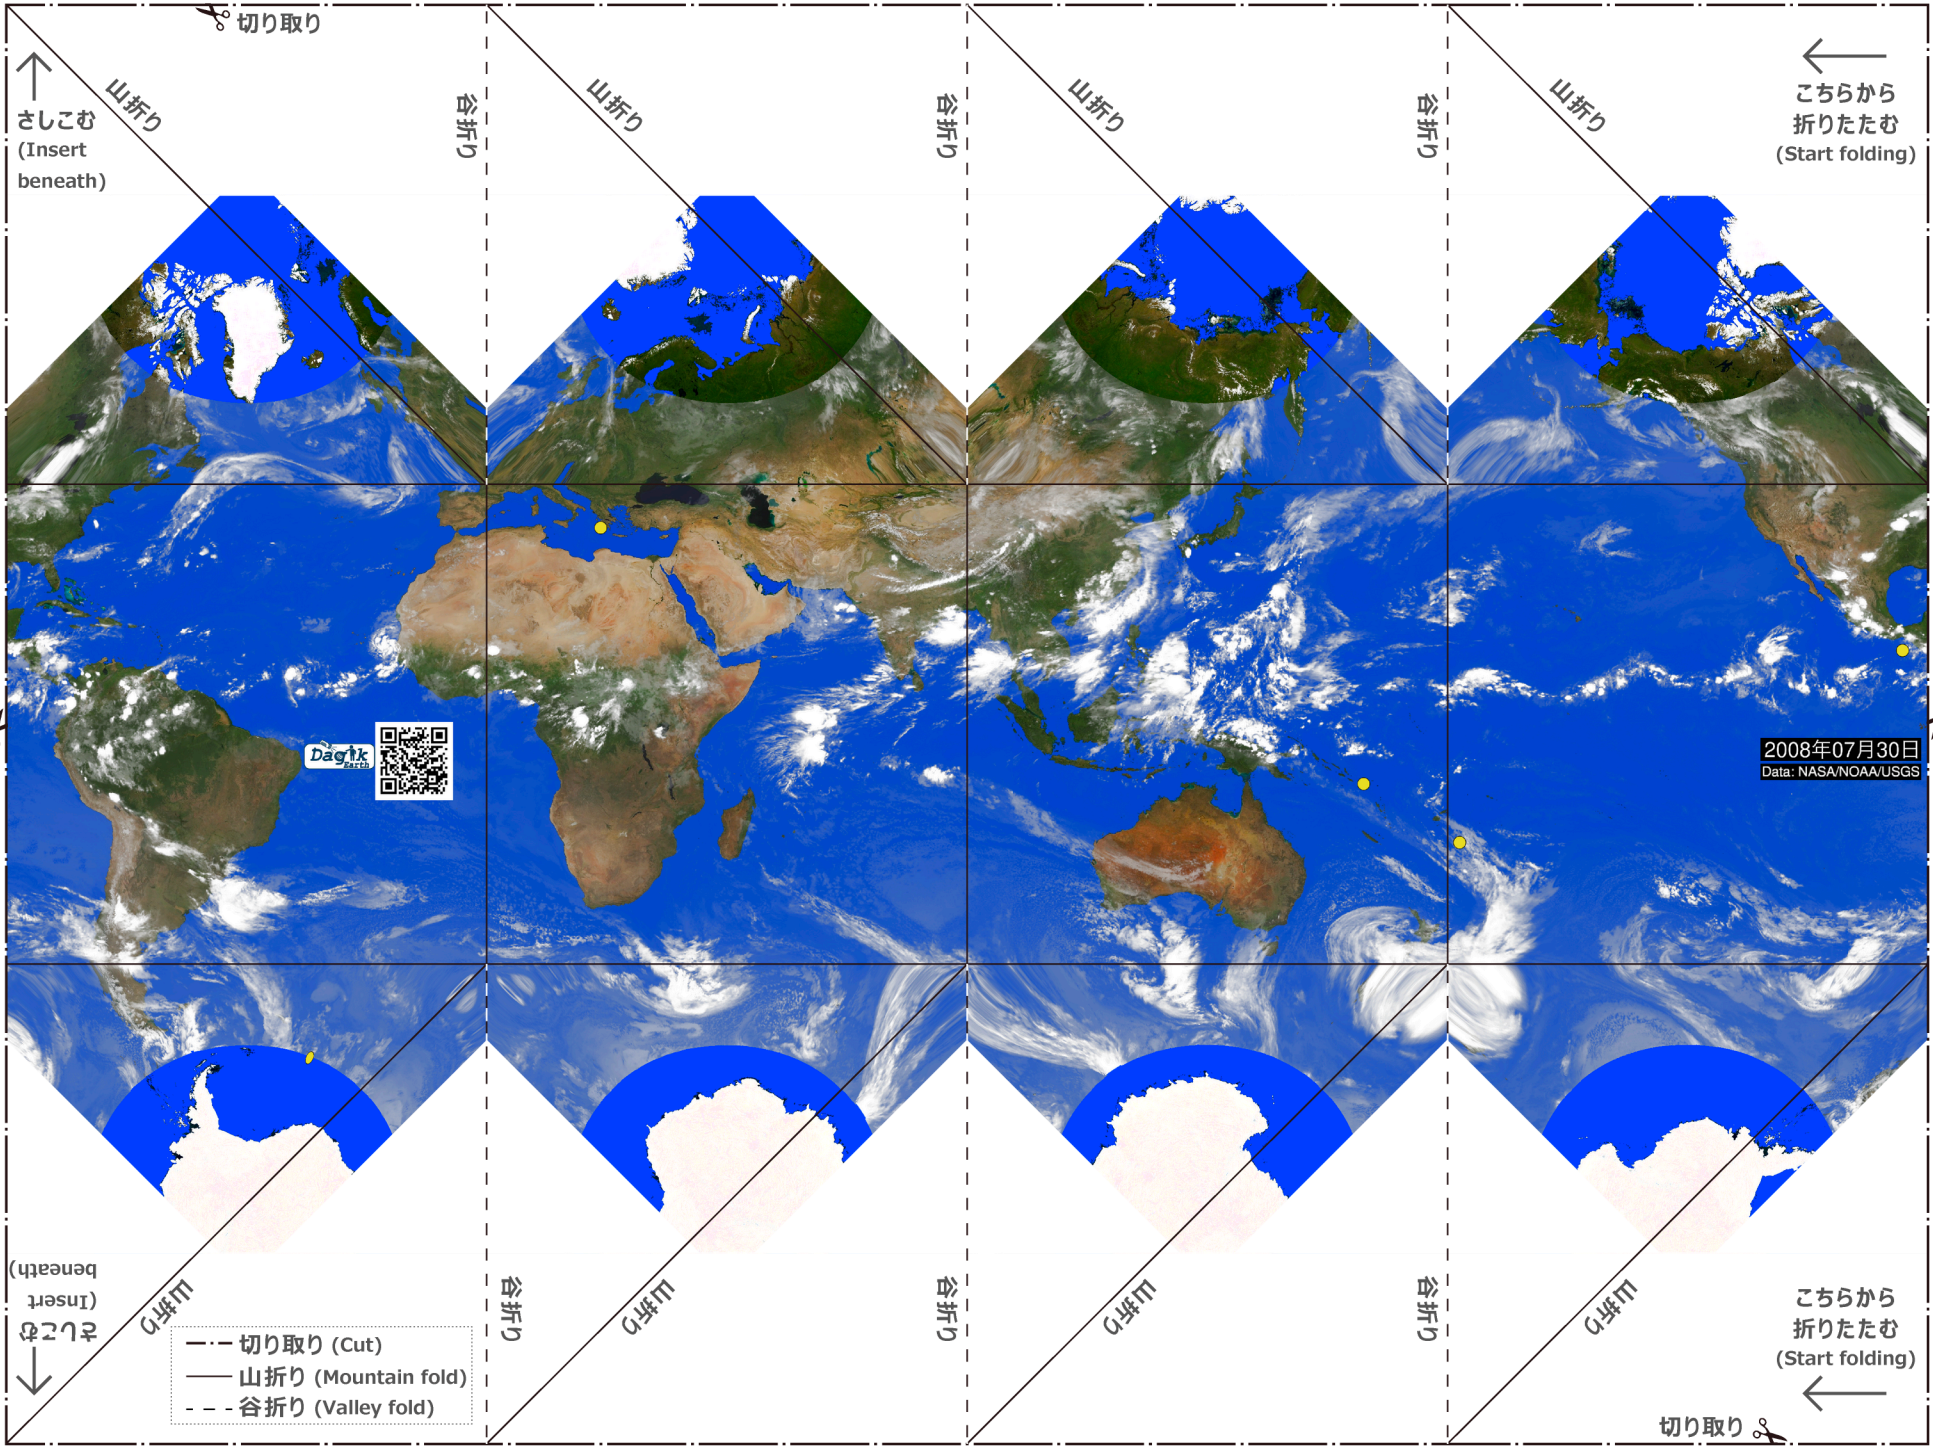 切り取り
山折り
谷折り
山折り
谷折り
山折り
谷折り
山折り
さしこむ
(Insert
beneath)
こちらから
折りたたむ
(Start folding)
Dagik
Earth
2008年07月30日
Data: NASA/NOAA/USGS
さしこむ
(Insert
beneath)
山折り
谷折り
山折り
谷折り
山折り
谷折り
山折り
こちらから
折りたたむ
(Start folding)
切り取り (Cut)
山折り (Mountain fold)
谷折り (Valley fold)
切り取り